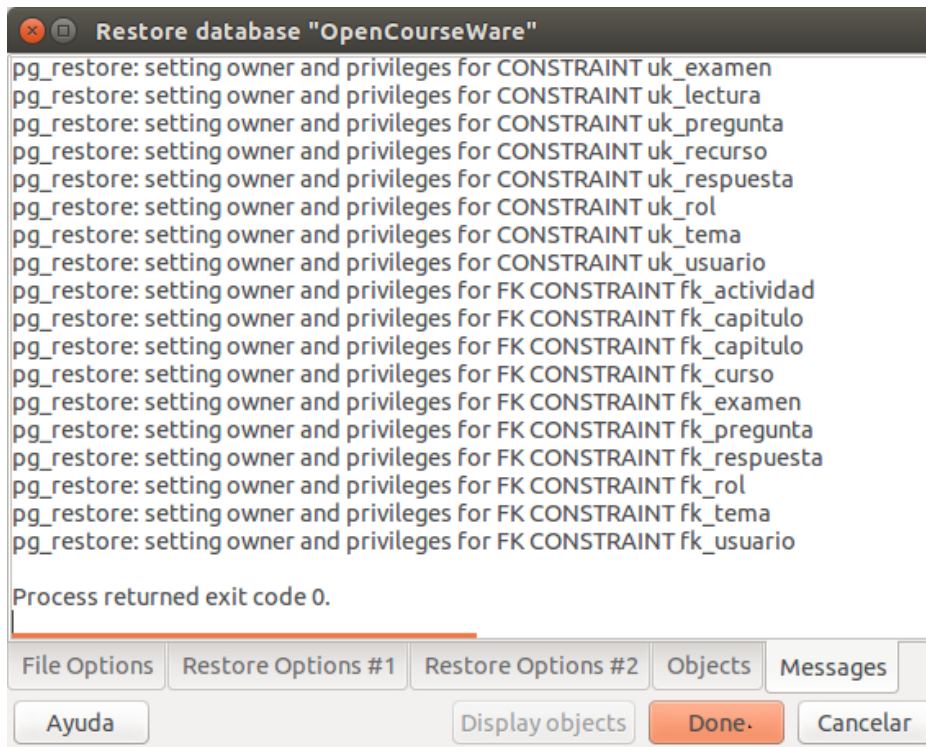 Restore database "OpenCourseWare"
pg_restore: setting owner and privileges for CONSTRAINT uk_examen
pg_restore: setting owner and privileges for CONSTRAINT uk_lectura
pg_restore: setting owner and privileges for CONSTRAINT uk_pregunta
pg_restore: setting owner and privileges for CONSTRAINT uk_recurso
pg_restore: setting owner and privileges for CONSTRAINT uk_respuesta
pg_restore: setting owner and privileges for CONSTRAINT uk_rol
pg_restore: setting owner and privileges for CONSTRAINT uk_tema
pg_restore: setting owner and privileges for CONSTRAINT uk_usuario
pg_restore: setting owner and privileges for FK CONSTRAINT fk_actividad
pg_restore: setting owner and privileges for FK CONSTRAINT fk_capitulo
pg_restore: setting owner and privileges for FK CONSTRAINT fk_capitulo
pg_restore: setting owner and privileges for FK CONSTRAINT fk_curso
pg_restore: setting owner and privileges for FK CONSTRAINT fk_examen
pg_restore: setting owner and privileges for FK CONSTRAINT fk_pregunta
pg_restore: setting owner and privileges for FK CONSTRAINT fk_respuesta
pg_restore: setting owner and privileges for FK CONSTRAINT fk_rol
pg_restore: setting owner and privileges for FK CONSTRAINT fk_tema
pg_restore: setting owner and privileges for FK CONSTRAINT fk_usuario
Process returned exit code 0.
File Options Restore Options #1 Restore Options #2 Objects Messages
Ayuda Display objects Done. Cancelar